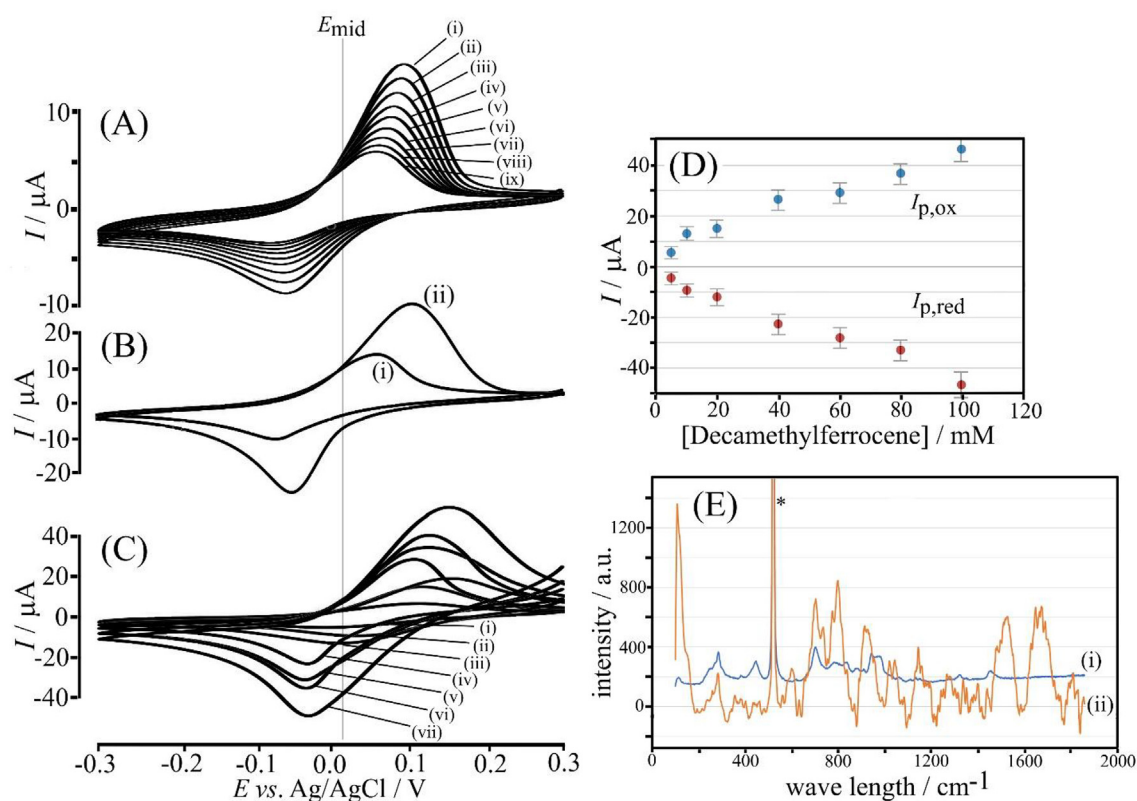 E_mid
(A)
(i)
(ii)
(iii)
(iv)
(v)
(vi)
(vii)
(viii)
(ix)
I / µA
10
0
-10
(B)
(ii)
(i)
I / µA
20
10
0
-10
-20
(C)
I / µA
40
20
0
-20
-40
(i)
(ii)
(iii)
(iv)
(v)
(vi)
(vii)
-0.3 -0.2 -0.1 0.0 0.1 0.2 0.3
E vs. Ag/AgCl / V
(D)
I / µA
40
20
0
-20
-40
I_p,ox
I_p,red
0 20 40 60 80 100 120
[Decamethylferrocene] / mM
(E)
*
intensity / a.u.
1200
800
400
0
(i)
(ii)
200 400 800 1200 1600 2000
wave length / cm⁻¹